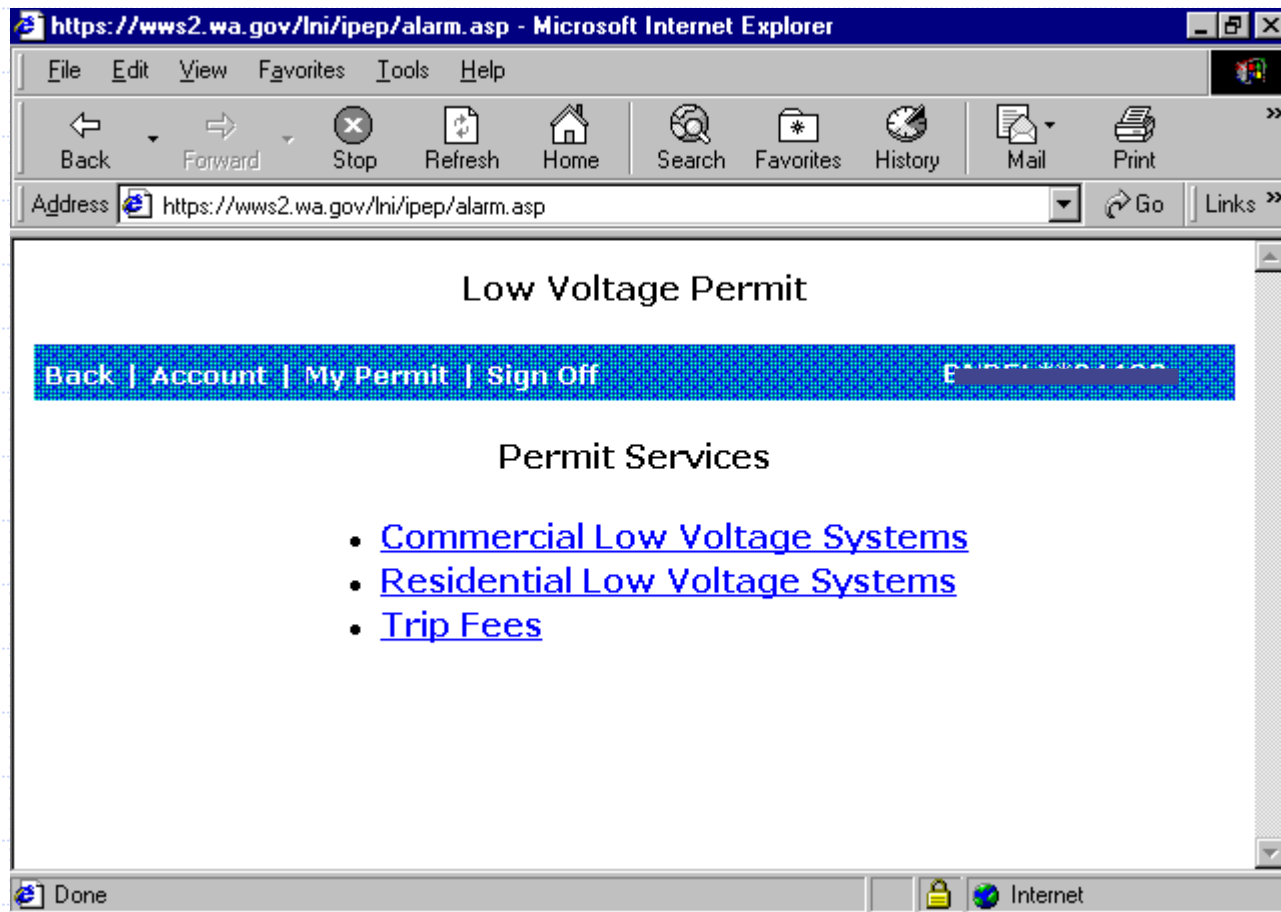 https://wws2.wa.gov/lni/ipep/alarm.asp - Microsoft Internet Explorer
File Edit View Favorites Tools Help
Back Forward Stop Refresh Home Search Favorites History Mail Print »
Address https://wws2.wa.gov/lni/ipep/alarm.asp Go Links »
Low Voltage Permit
Back | Account | My Permit | Sign Off
Permit Services
• Commercial Low Voltage Systems
• Residential Low Voltage Systems
• Trip Fees
Done Internet